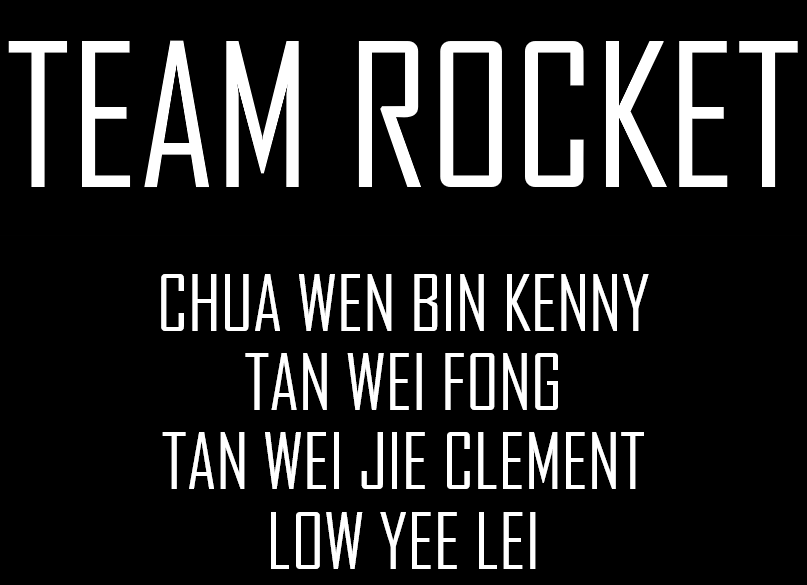 TEAM ROCKET
CHUA WEN BIN KENNY
TAN WEI FONG
TAN WEI JIE CLEMENT
LOW YEE LEI